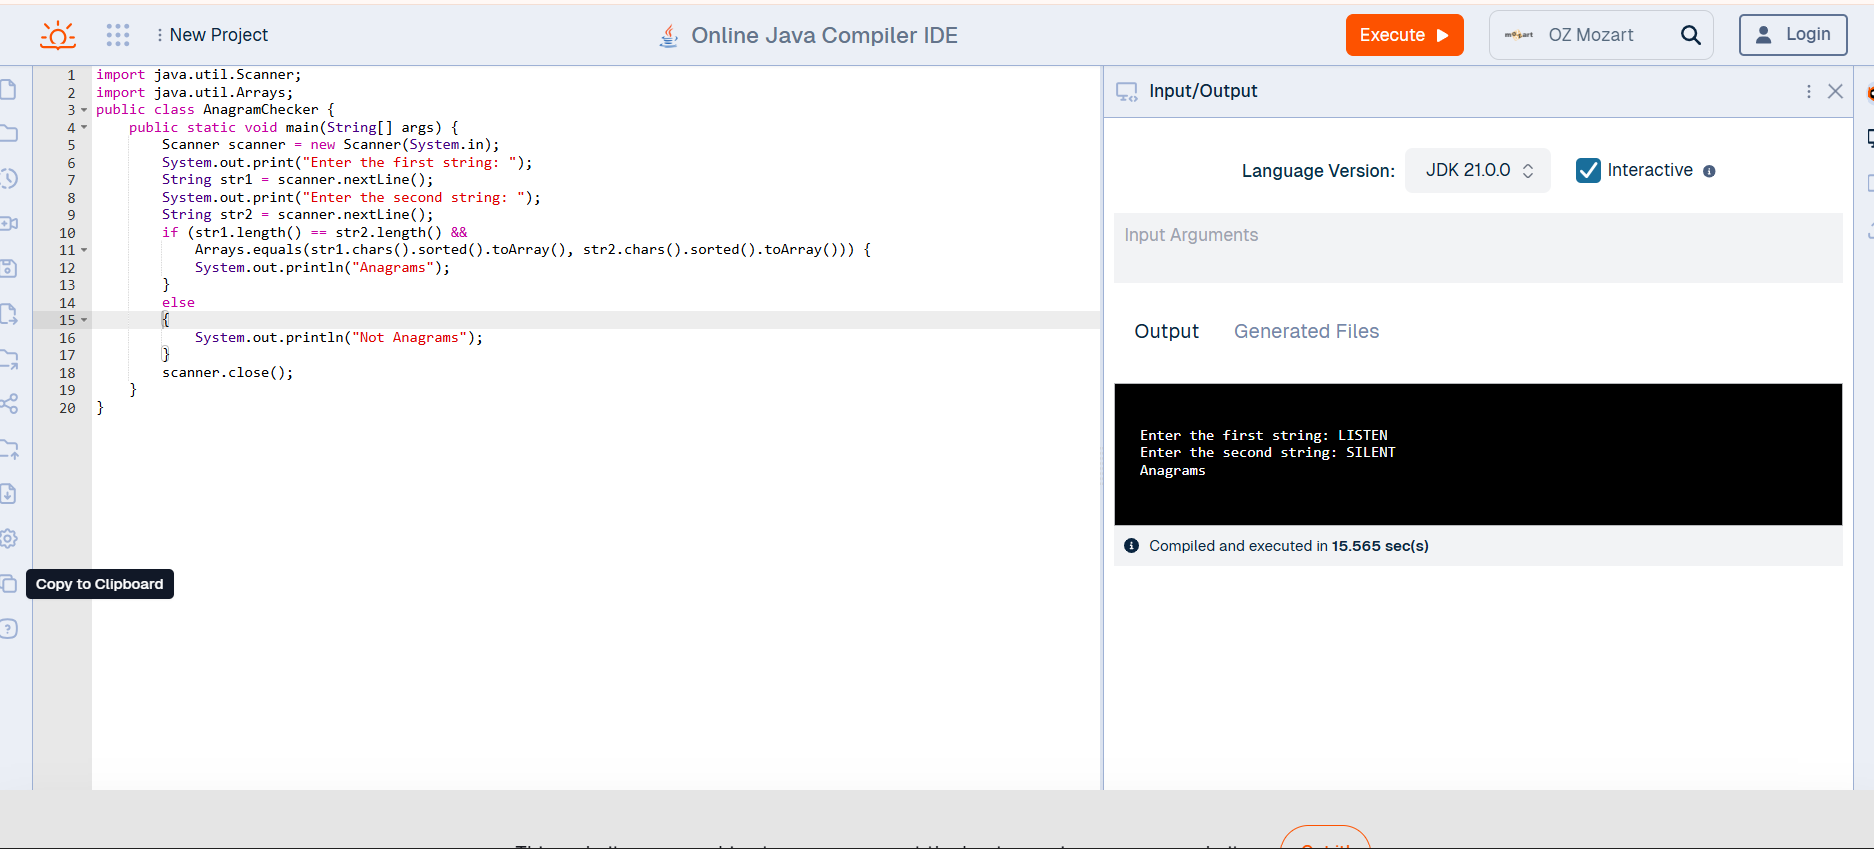 New Project
Online Java Compiler IDE
Execute
mozart OZ Mozart
Login
1 import java.util.Scanner;
2 import java.util.Arrays;
3 public class AnagramChecker {
4 public static void main(String[] args) {
5 Scanner scanner = new Scanner(System.in);
6 System.out.print("Enter the first string: ");
7 String str1 = scanner.nextLine();
8 System.out.print("Enter the second string: ");
9 String str2 = scanner.nextLine();
10 if (str1.length() == str2.length() &&
11 Arrays.equals(str1.chars().sorted().toArray(), str2.chars().sorted().toArray())) {
12 System.out.println("Anagrams");
13 }
14 else
15 {
16 System.out.println("Not Anagrams");
17 }
18 scanner.close();
19 }
20 }
Copy to Clipboard
Input/Output
Language Version: JDK 21.0.0 Interactive
Input Arguments
Output Generated Files
Enter the first string: LISTEN
Enter the second string: SILENT
Anagrams
Compiled and executed in 15.565 sec(s)